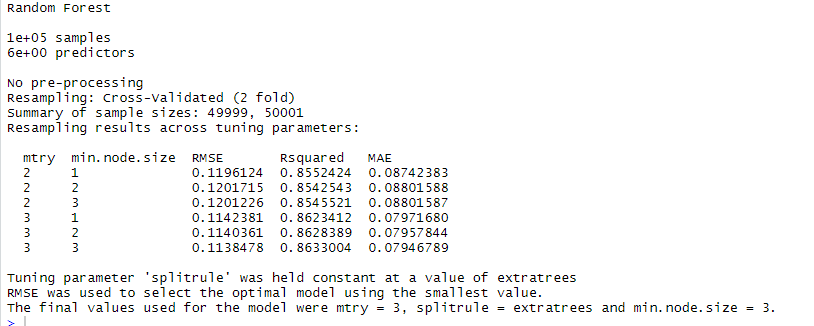 Random Forest
1e+05 samples
6e+00 predictors
No pre-processing
Resampling: Cross-Validated (2 fold)
Summary of sample sizes: 49999, 50001
Resampling results across tuning parameters:
mtry  min.node.size  RMSE       Rsquared   MAE
2     1              0.1196124  0.8552424  0.08742383
2     2              0.1201715  0.8542543  0.08801588
2     3              0.1201226  0.8545521  0.08801587
3     1              0.1142381  0.8623412  0.07971680
3     2              0.1140361  0.8628389  0.07957844
3     3              0.1138478  0.8633004  0.07946789
Tuning parameter 'splitrule' was held constant at a value of extratrees
RMSE was used to select the optimal model using the smallest value.
The final values used for the model were mtry = 3, splitrule = extratrees and min.node.size = 3.
>